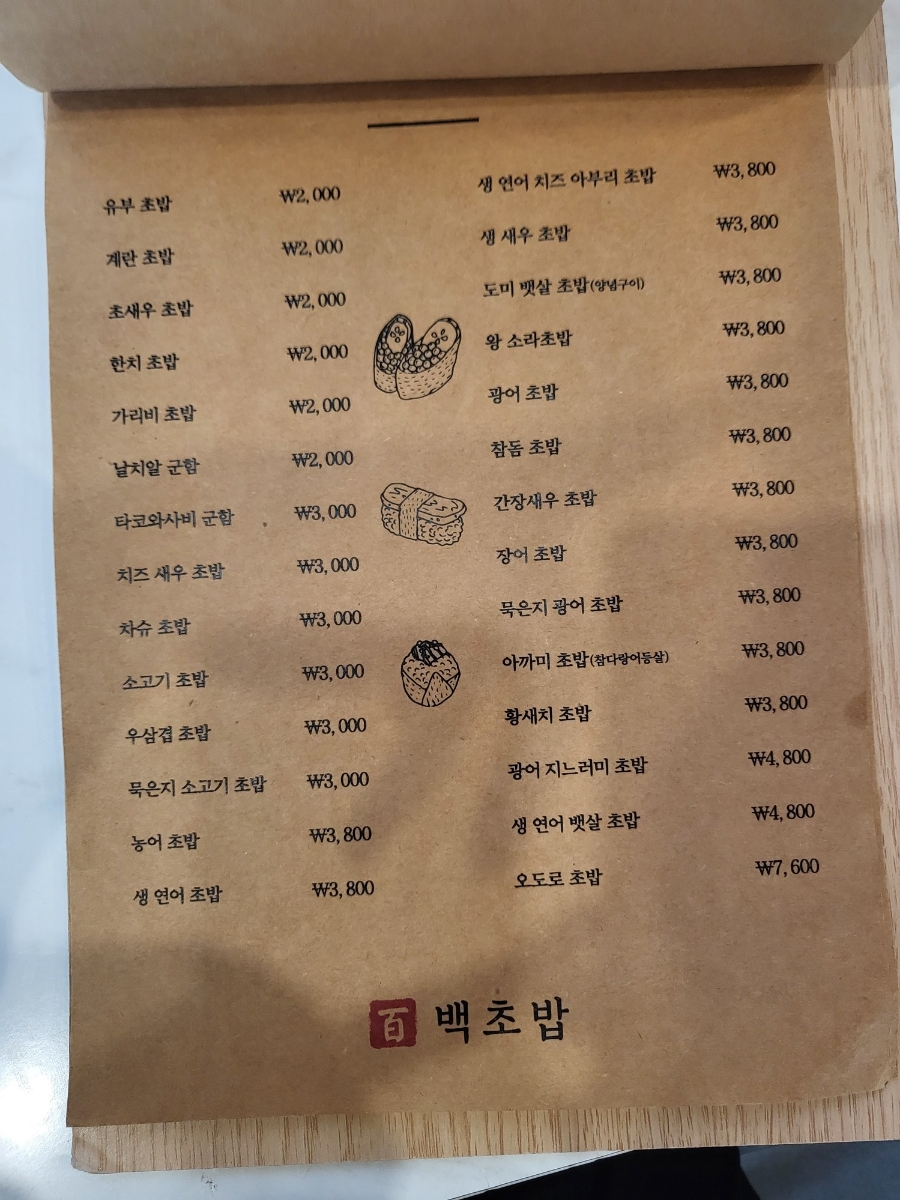 유부 초밥 ₩2,000
계란 초밥 ₩2,000
초새우 초밥 ₩2,000
한치 초밥 ₩2,000
가리비 초밥 ₩2,000
날치알 군함 ₩2,000
타코와사비 군함 ₩3,000
치즈 새우 초밥 ₩3,000
차슈 초밥 ₩3,000
소고기 초밥 ₩3,000
우삼겹 초밥 ₩3,000
묵은지 소고기 초밥 ₩3,000
농어 초밥 ₩3,800
생 연어 초밥 ₩3,800
생 연어 치즈 아부리 초밥 ₩3,800
생 새우 초밥 ₩3,800
도미 뱃살 초밥(양념구이) ₩3,800
왕 소라초밥 ₩3,800
광어 초밥 ₩3,800
참돔 초밥 ₩3,800
간장새우 초밥 ₩3,800
장어 초밥 ₩3,800
묵은지 광어 초밥 ₩3,800
아까미 초밥(참다랑어등살) ₩3,800
황새치 초밥 ₩3,800
광어 지느러미 초밥 ₩4,800
생 연어 뱃살 초밥 ₩4,800
오도로 초밥 ₩7,600
百 백초밥